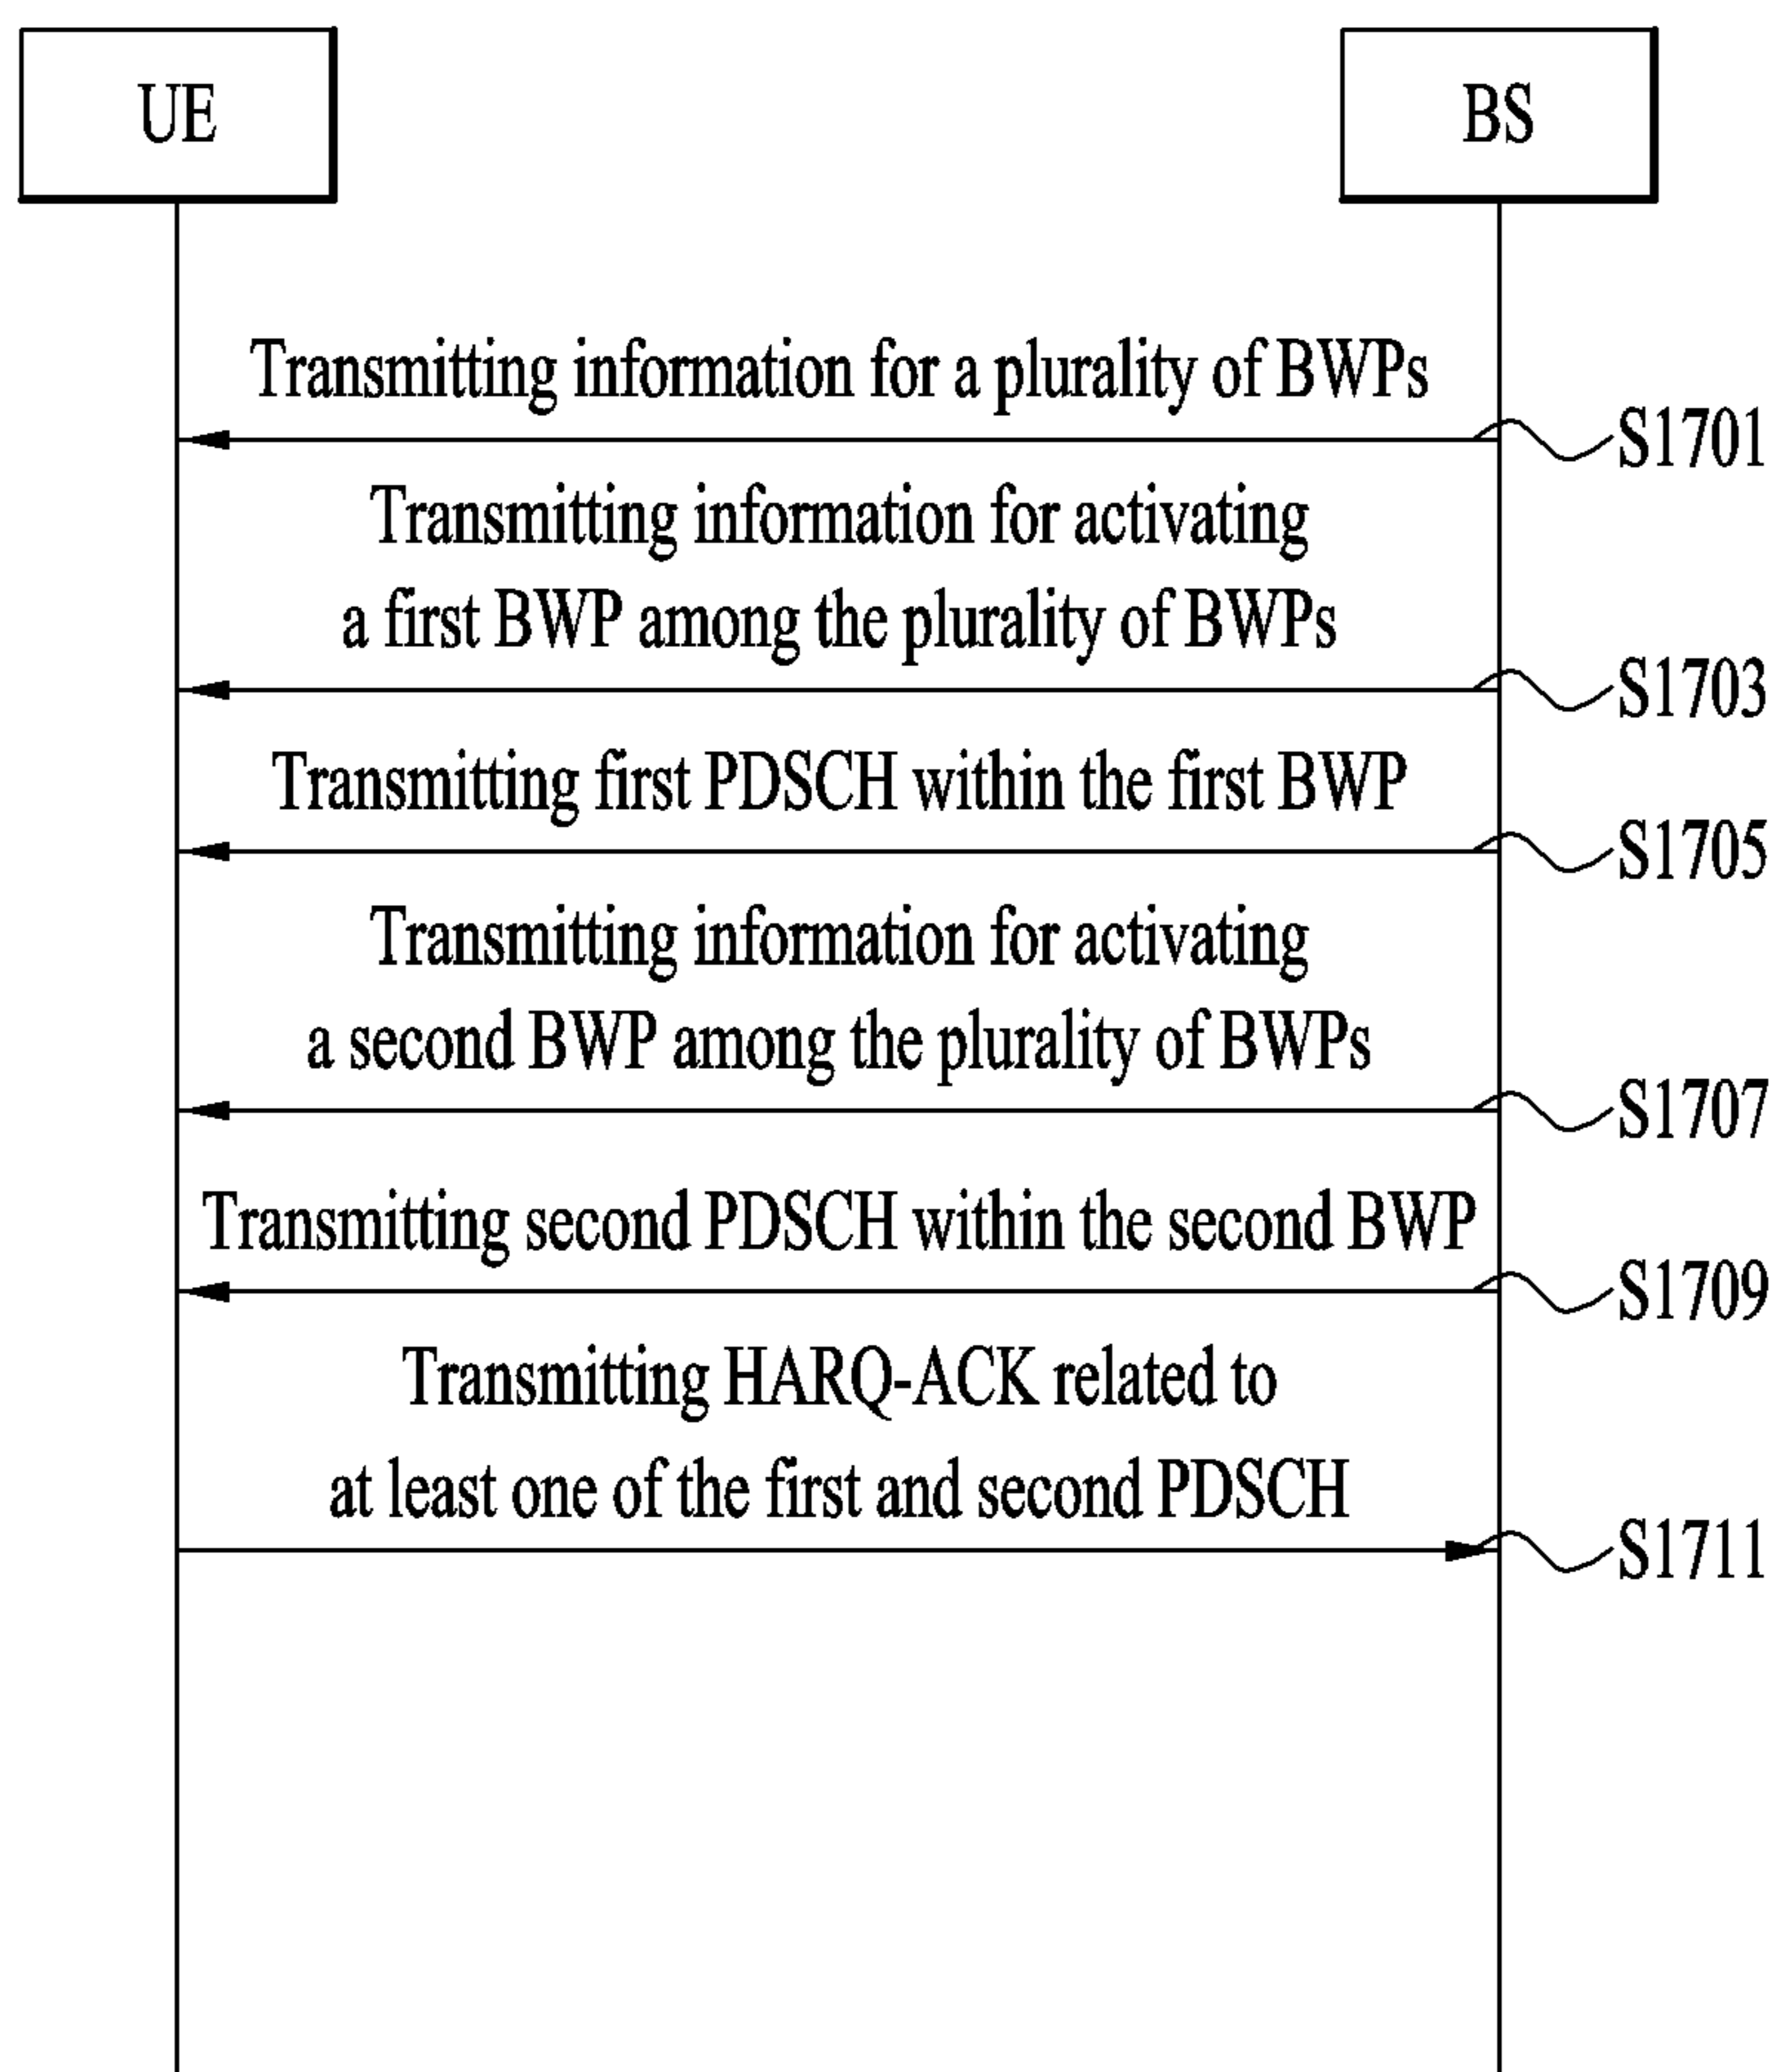 UE
BS
Transmitting information for a plurality of BWPs
S1701
Transmitting information for activating
a first BWP among the plurality of BWPs
S1703
Transmitting first PDSCH within the first BWP
S1705
Transmitting information for activating
a second BWP among the plurality of BWPs
S1707
Transmitting second PDSCH within the second BWP
S1709
Transmitting HARQ-ACK related to
at least one of the first and second PDSCH
S1711